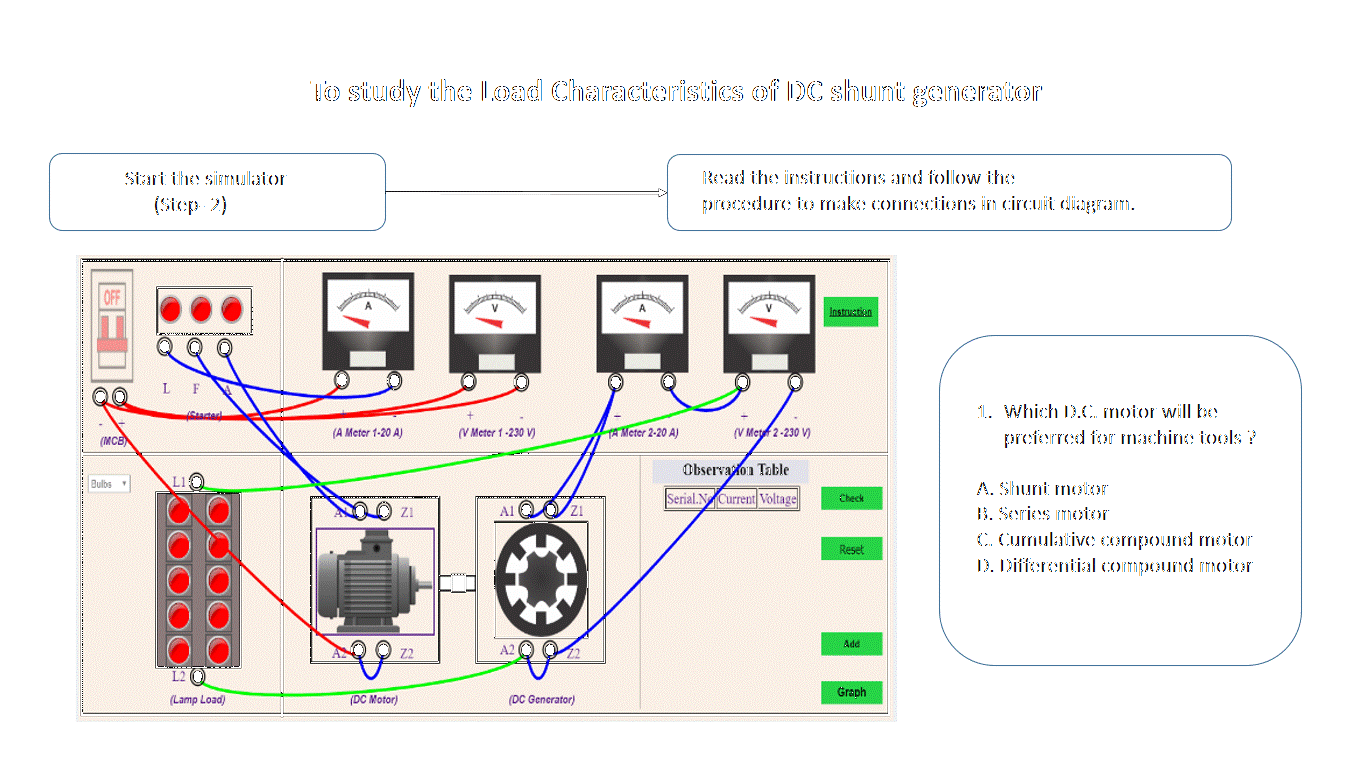 To study the Load Characteristics of DC shunt generator
Start the simulator
(Step- 2)
Read the instructions and follow the
procedure to make connections in circuit diagram.
OFF
A
V
A
V
Instruction
L F A
(Starter)
- +
(MCB)
+ -
(A Meter 1-20 A)
+ -
(V Meter 1 -230 V)
+
(A Meter 2-20 A)
+ -
(V Meter 2 -230 V)
Bulbs
L1
A1 Z1
A1 Z1
Observation Table
Serial.No Current Voltage
Check
Reset
A2 Z2
A2 Z2
Add
L2
(Lamp Load)
(DC Motor)
(DC Generator)
Graph
1. Which D.C. motor will be
preferred for machine tools ?
A. Shunt motor
B. Series motor
C. Cumulative compound motor
D. Differential compound motor